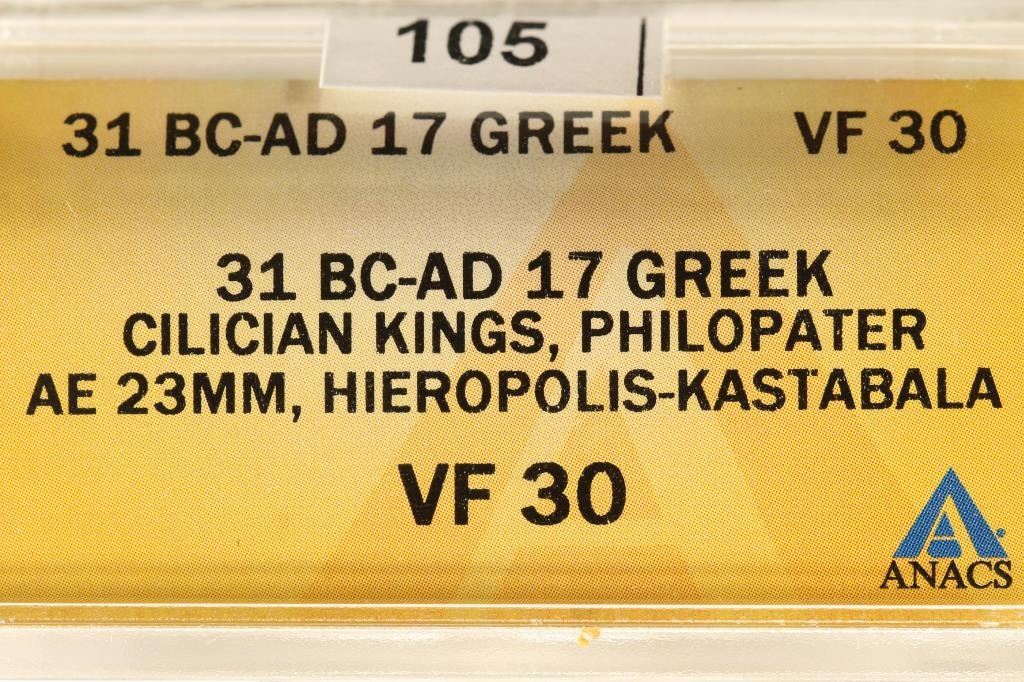 105
31 BC-AD 17 GREEK VF 30
31 BC-AD 17 GREEK
CILICIAN KINGS, PHILOPATER
AE 23MM, HIEROPOLIS-KASTABALA
VF 30
ANACS